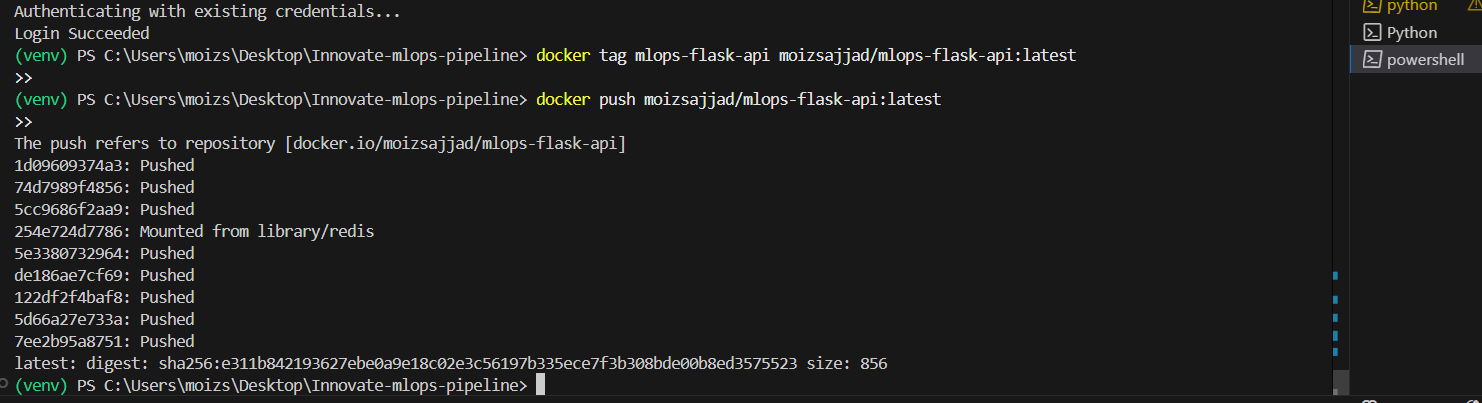 Authenticating with existing credentials...
Login Succeeded
(venv) PS C:\Users\moizs\Desktop\Innovate-mlops-pipeline> docker tag mlops-flask-api moizsajjad/mlops-flask-api:latest
>>
(venv) PS C:\Users\moizs\Desktop\Innovate-mlops-pipeline> docker push moizsajjad/mlops-flask-api:latest
>>
The push refers to repository [docker.io/moizsajjad/mlops-flask-api]
1d09609374a3: Pushed
74d7989f4856: Pushed
5cc9686f2aa9: Pushed
254e724d7786: Mounted from library/redis
5e3380732964: Pushed
de186ae7cf69: Pushed
122df2f4baf8: Pushed
5d66a27e733a: Pushed
7ee2b95a8751: Pushed
latest: digest: sha256:e311b842193627ebe0a9e18c02e3c56197b335ece7f3b308bde00b8ed3575523 size: 856
(venv) PS C:\Users\moizs\Desktop\Innovate-mlops-pipeline>
python
Python
powershell